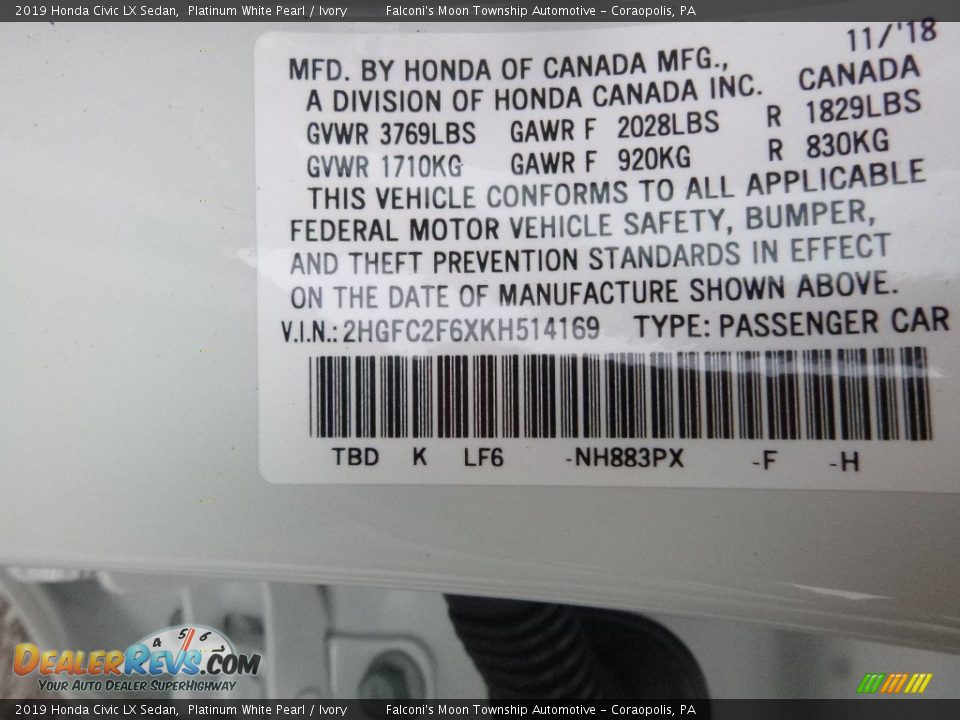 2019 Honda Civic LX Sedan, Platinum White Pearl / Ivory Falconi's Moon Township Automotive - Coraopolis, PA
11/'18
MFD. BY HONDA OF CANADA MFG.,
A DIVISION OF HONDA CANADA INC. CANADA
GVWR 3769LBS GAWR F 2028LBS R 1829LBS
GVWR 1710KG GAWR F 920KG R 830KG
THIS VEHICLE CONFORMS TO ALL APPLICABLE
FEDERAL MOTOR VEHICLE SAFETY, BUMPER,
AND THEFT PREVENTION STANDARDS IN EFFECT
ON THE DATE OF MANUFACTURE SHOWN ABOVE.
V.I.N.: 2HGFC2F6XKH514169 TYPE: PASSENGER CAR
TBD K LF6 -NH883PX -F -H
4 5 6
DEALERREVS.COM
YOUR AUTO DEALER SUPERHIGHWAY
2019 Honda Civic LX Sedan, Platinum White Pearl / Ivory Falconi's Moon Township Automotive - Coraopolis, PA